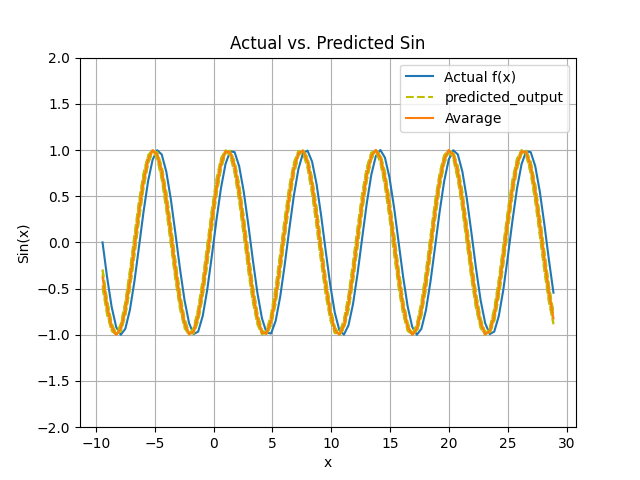 Actual vs. Predicted Sin
2.0
1.5
1.0
0.5
0.0
−0.5
−1.0
−1.5
−2.0
Sin(x)
Actual f(x)
predicted_output
Avarage
−10 −5 0 5 10 15 20 25 30
x